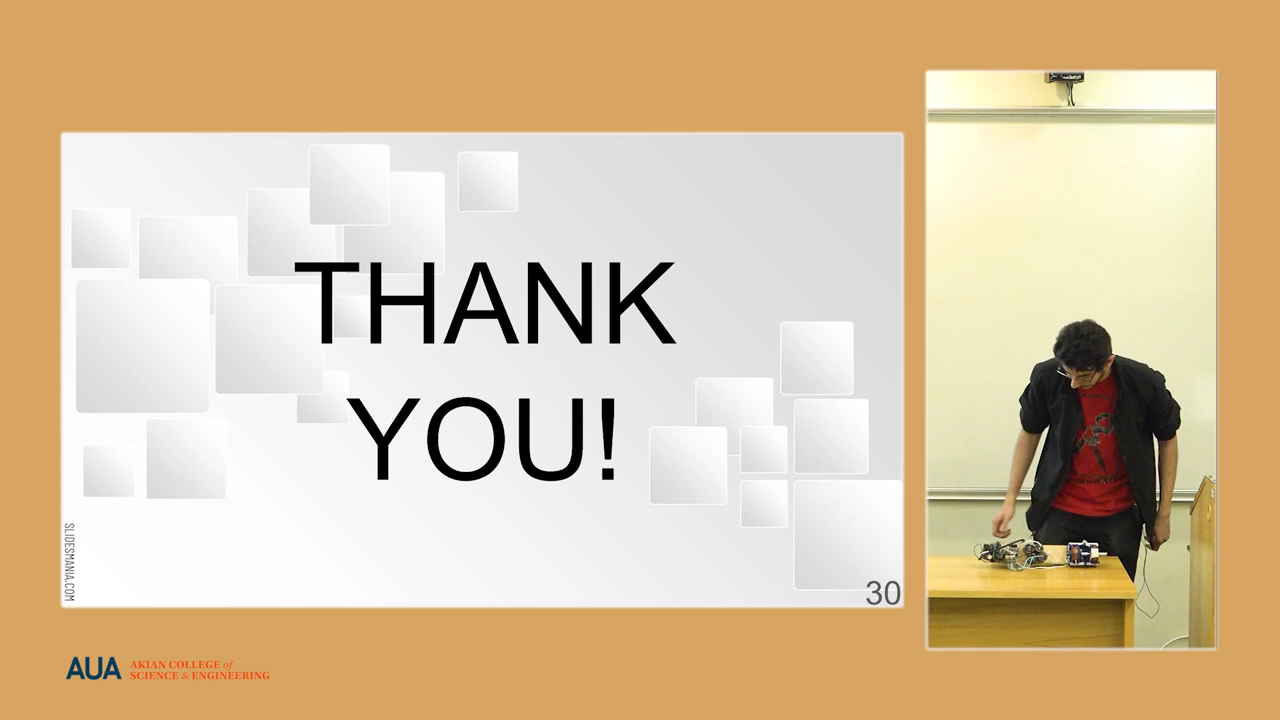 THANK
YOU!
SLIDESMANIA.COM
30
AUA
AKIAN COLLEGE of
SCIENCE & ENGINEERING